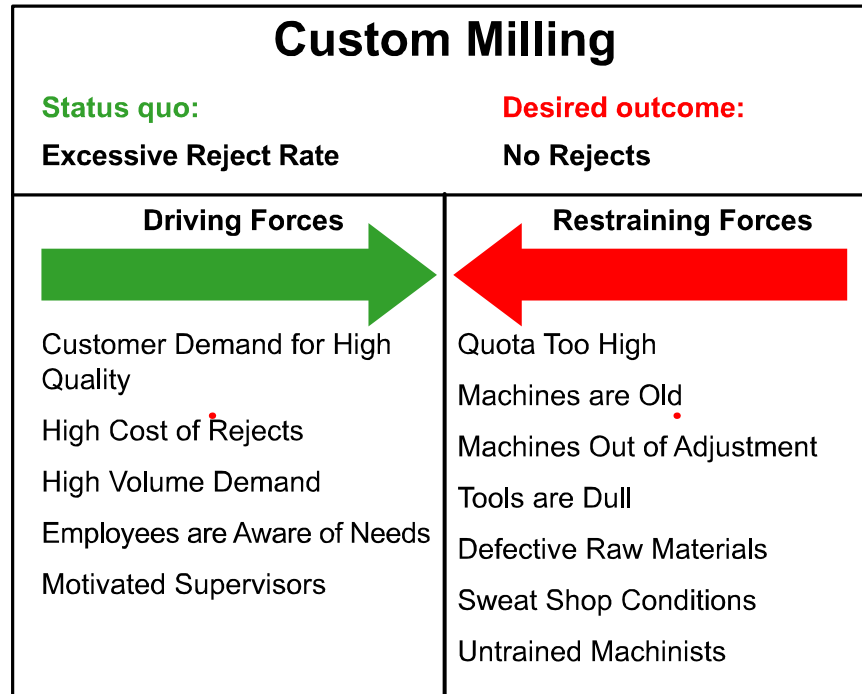 Custom Milling
Status quo:
Excessive Reject Rate
Desired outcome:
No Rejects
Driving Forces
Customer Demand for High
Quality
High Cost of Rejects
High Volume Demand
Employees are Aware of Needs
Motivated Supervisors
Restraining Forces
Quota Too High
Machines are Old
Machines Out of Adjustment
Tools are Dull
Defective Raw Materials
Sweat Shop Conditions
Untrained Machinists